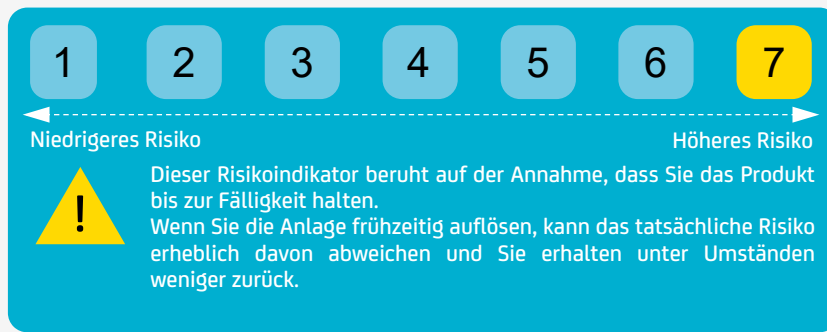 1 2 3 4 5 6 7
Niedrigeres Risiko Höheres Risiko
! Dieser Risikoindikator beruht auf der Annahme, dass Sie das Produkt
bis zur Fälligkeit halten.
Wenn Sie die Anlage frühzeitig auflösen, kann das tatsächliche Risiko
erheblich davon abweichen und Sie erhalten unter Umständen
weniger zurück.